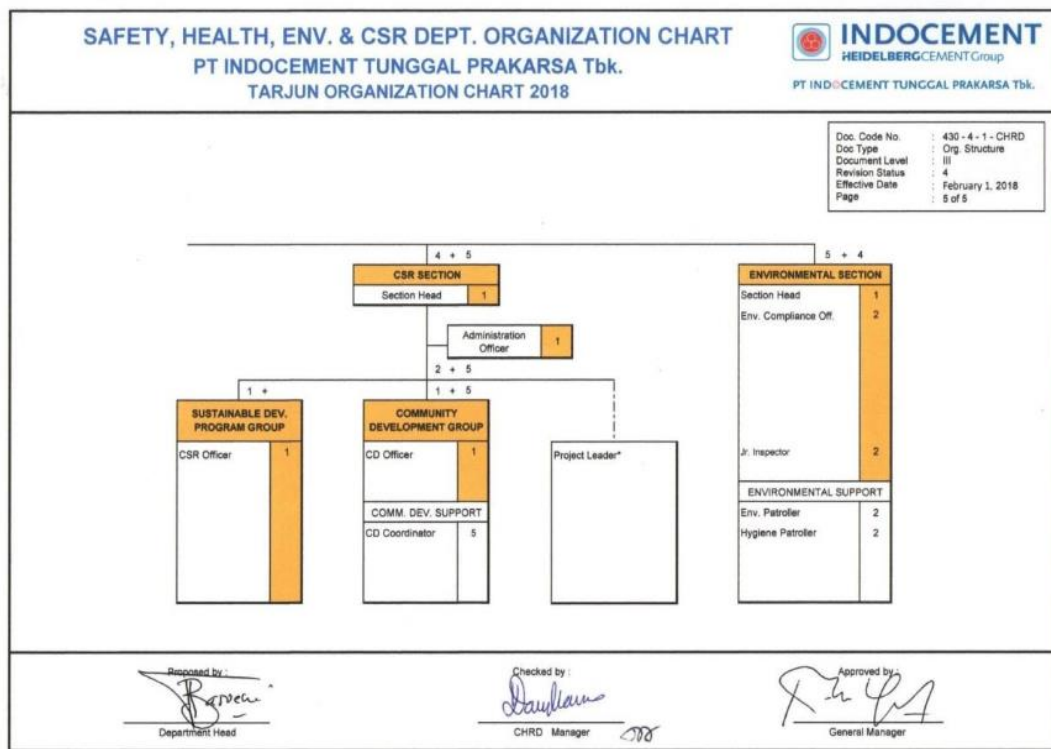 SAFETY, HEALTH, ENV. & CSR DEPT. ORGANIZATION CHART
PT INDOCEMENT TUNGGAL PRAKARSA Tbk.
TARJUN ORGANIZATION CHART 2018
INDOCEMENT
HEIDELBERGCEMENT Group
PT INDOCEMENT TUNGGAL PRAKARSA Tbk.
Doc. Code No. : 430 - 4 - 1 - CHRD
Doc Type : Org. Structure
Document Level : III
Revision Status : 4
Effective Date : February 1, 2018
Page : 5 of 5
4 + 5
CSR SECTION
Section Head 1
Administration
Officer 1
2 + 5
1 +
SUSTAINABLE DEV.
PROGRAM GROUP
CSR Officer 1
1 + 5
COMMUNITY
DEVELOPMENT GROUP
CD Officer 1
COMM. DEV. SUPPORT
CD Coordinator 5
Project Leader*
5 + 4
ENVIRONMENTAL SECTION
Section Head 1
Env. Compliance Off. 2
Jr. Inspector 2
ENVIRONMENTAL SUPPORT
Env. Patroller 2
Hygiene Patroller 2
Proposed by :
Department Head
Checked by :
CHRD Manager
Approved by :
General Manager